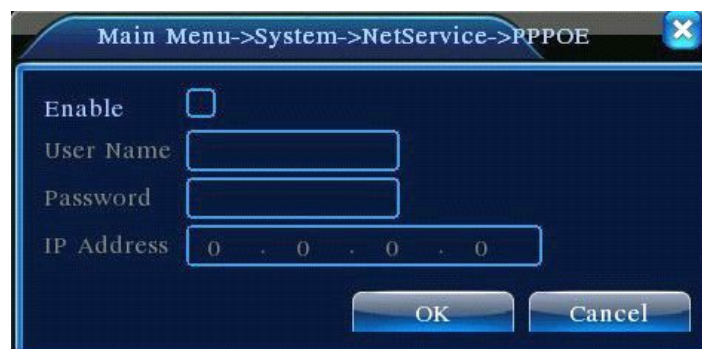 Main Menu->System->NetService->PPPOE
Enable
User Name
Password
IP Address 0 . 0 . 0 . 0
OK Cancel